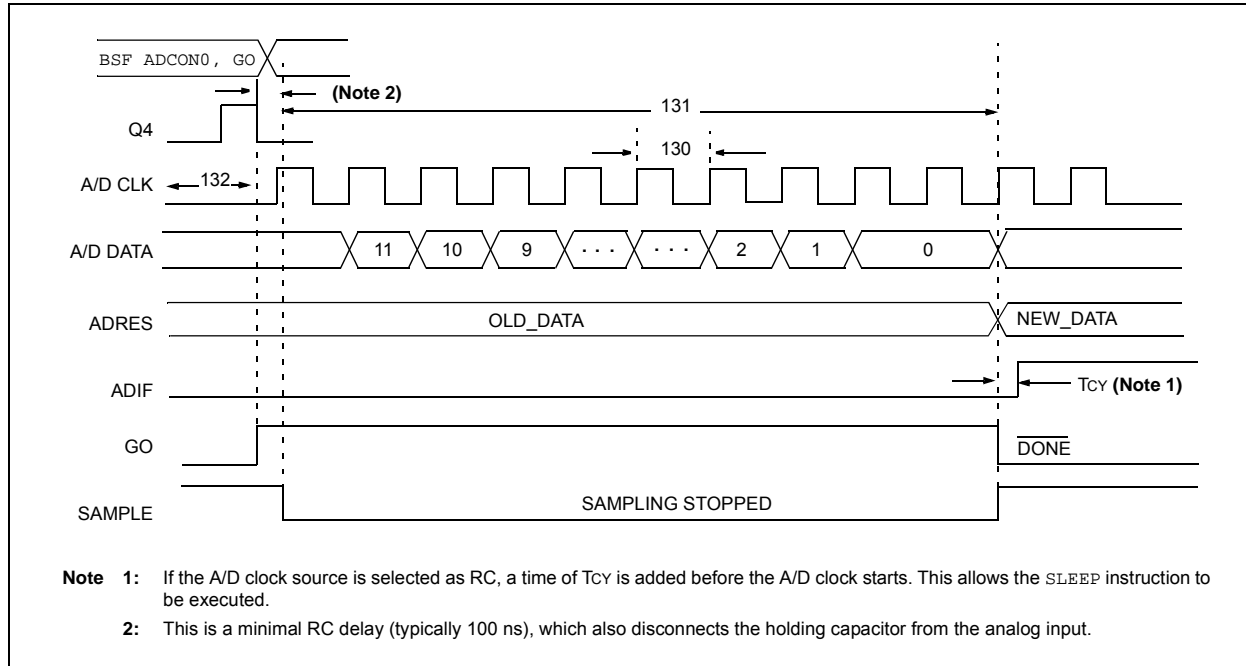 BSF ADCON0, GO
(Note 2)
131
Q4
130
A/D CLK
132
A/D DATA
11 10 9 . . . . . . 2 1 0
ADRES
OLD_DATA
NEW_DATA
ADIF
TCY (Note 1)
GO
DONE
SAMPLE
SAMPLING STOPPED
Note 1: If the A/D clock source is selected as RC, a time of TCY is added before the A/D clock starts. This allows the SLEEP instruction to
be executed.
2: This is a minimal RC delay (typically 100 ns), which also disconnects the holding capacitor from the analog input.